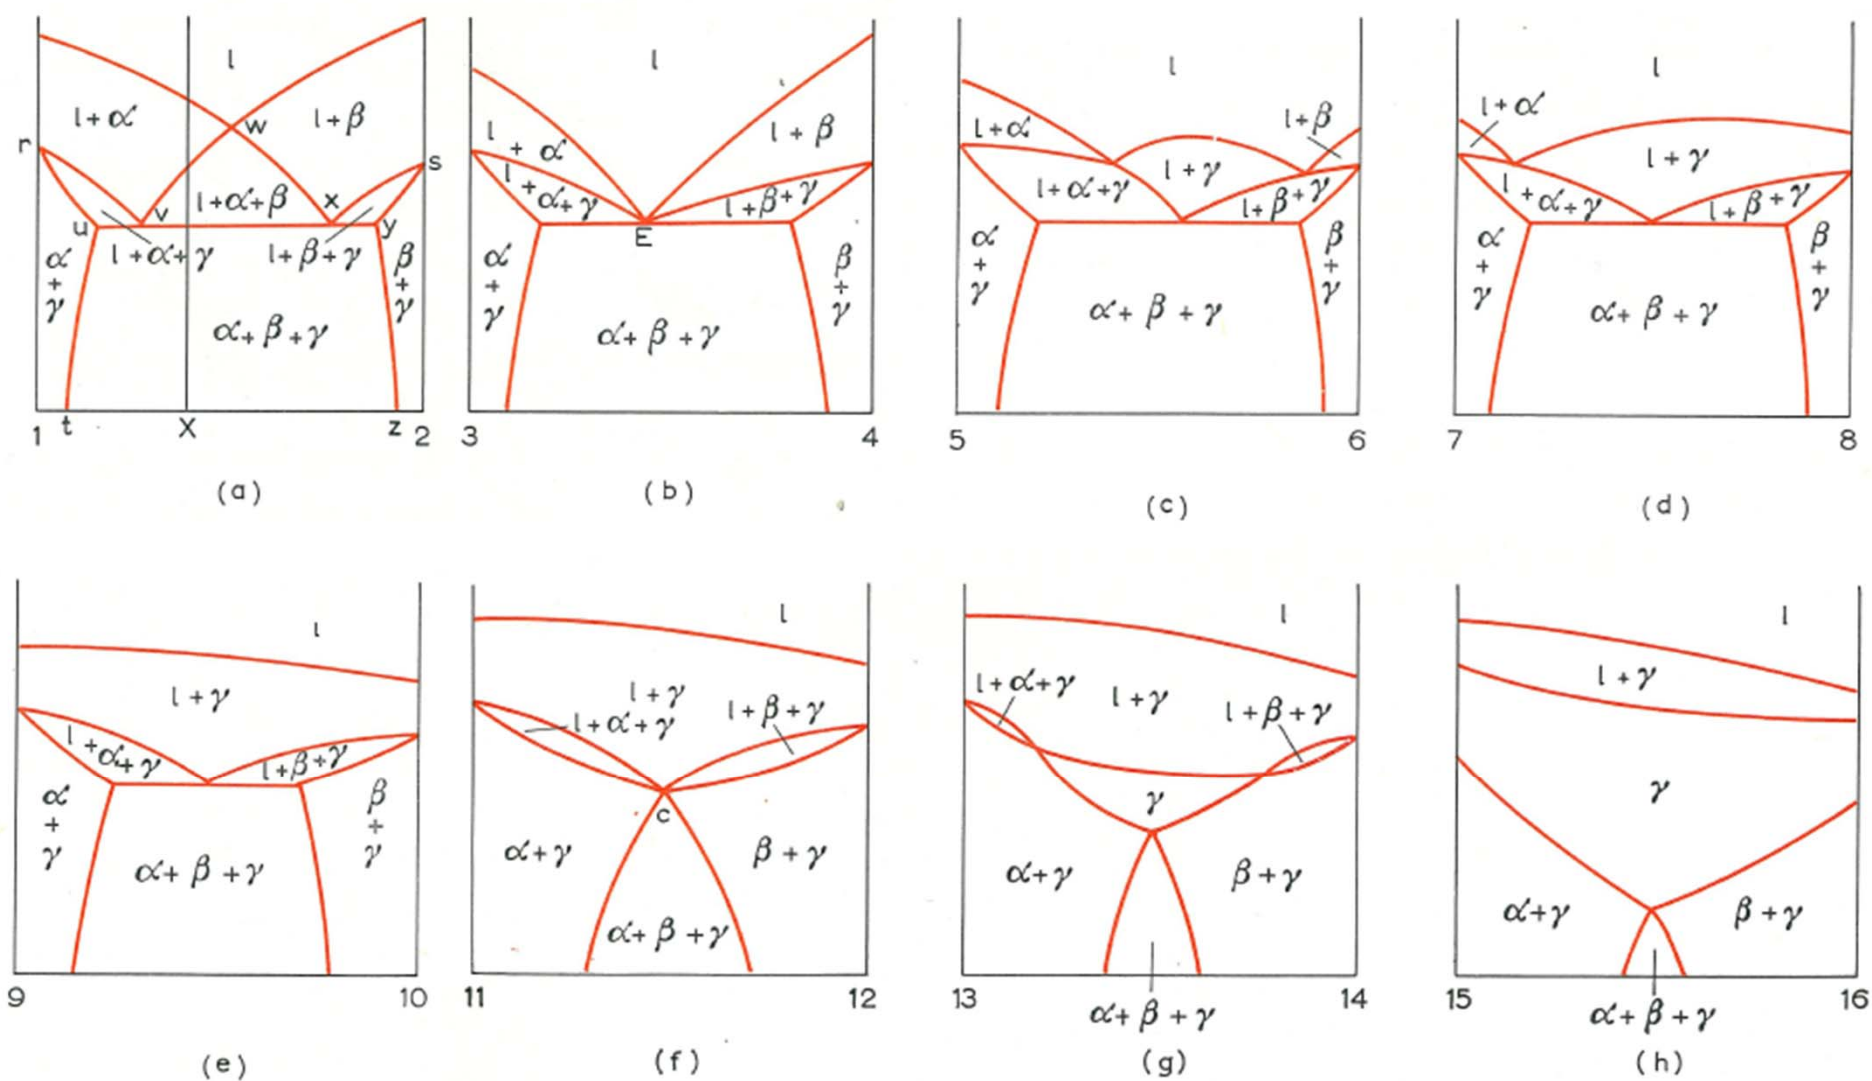 l
l+α
w
l+β
r
s
v
l+α+β
x
u
y
l+α+γ
l+β+γ
α
+
γ
β
+
γ
α+β+γ
1
t
X
z
2
(a)
l
l + α
l + β
l+α+γ
l+β+γ
E
α
+
γ
β
+
γ
α+β+γ
3
4
(b)
l
l+α
l+β
l+γ
l+α+γ
l+β+γ
α
+
γ
β
+
γ
α+β+γ
5
6
(c)
l
l+α
l+γ
l+α+γ
l+β+γ
α
+
γ
β
+
γ
α+β+γ
7
8
(d)
l
l+γ
l+α+γ
l+β+γ
α
+
γ
β
+
γ
α+β+γ
9
10
(e)
l
l+γ
l+α+γ
l+β+γ
c
α+γ
β+γ
α+β+γ
11
12
(f)
l
l+α+γ
l+γ
l+β+γ
γ
α+γ
β+γ
13
14
α+β+γ
(g)
l
l+γ
γ
α+γ
β+γ
15
16
α+β+γ
(h)